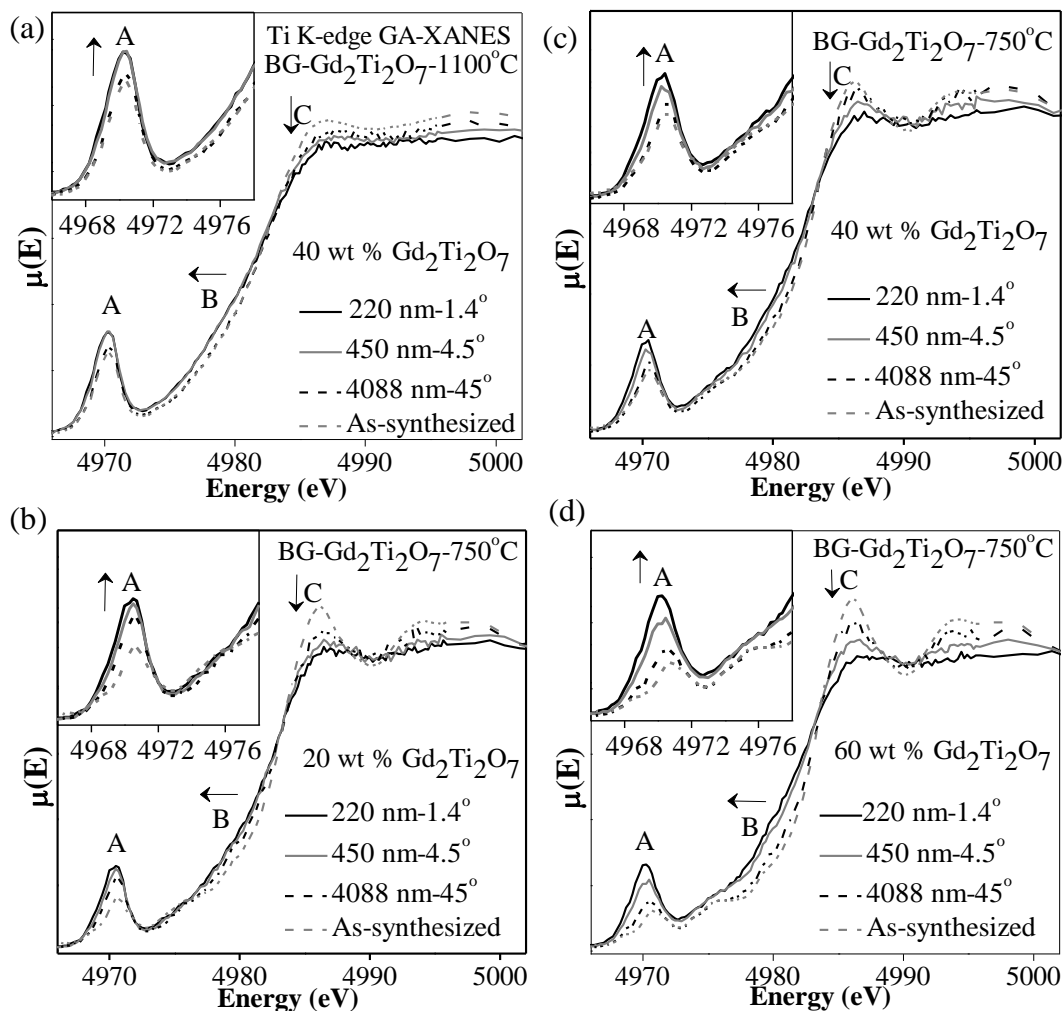 (a)
A
Ti K-edge GA-XANES
BG-Gd2Ti2O7-1100°C
C
4968 4972 4976
40 wt % Gd2Ti2O7
B
A
220 nm-1.4°
450 nm-4.5°
4088 nm-45°
As-synthesized
μ(E)
4970 4980 4990 5000
Energy (eV)
(c)
A
BG-Gd2Ti2O7-750°C
C
4968 4972 4976
40 wt % Gd2Ti2O7
B
A
220 nm-1.4°
450 nm-4.5°
4088 nm-45°
As-synthesized
μ(E)
4970 4980 4990 5000
Energy (eV)
(b)
A
BG-Gd2Ti2O7-750°C
C
4968 4972 4976
20 wt % Gd2Ti2O7
B
A
220 nm-1.4°
450 nm-4.5°
4088 nm-45°
As-synthesized
μ(E)
4970 4980 4990 5000
Energy (eV)
(d)
A
BG-Gd2Ti2O7-750°C
C
4968 4972 4976
60 wt % Gd2Ti2O7
B
A
220 nm-1.4°
450 nm-4.5°
4088 nm-45°
As-synthesized
μ(E)
4970 4980 4990 5000
Energy (eV)